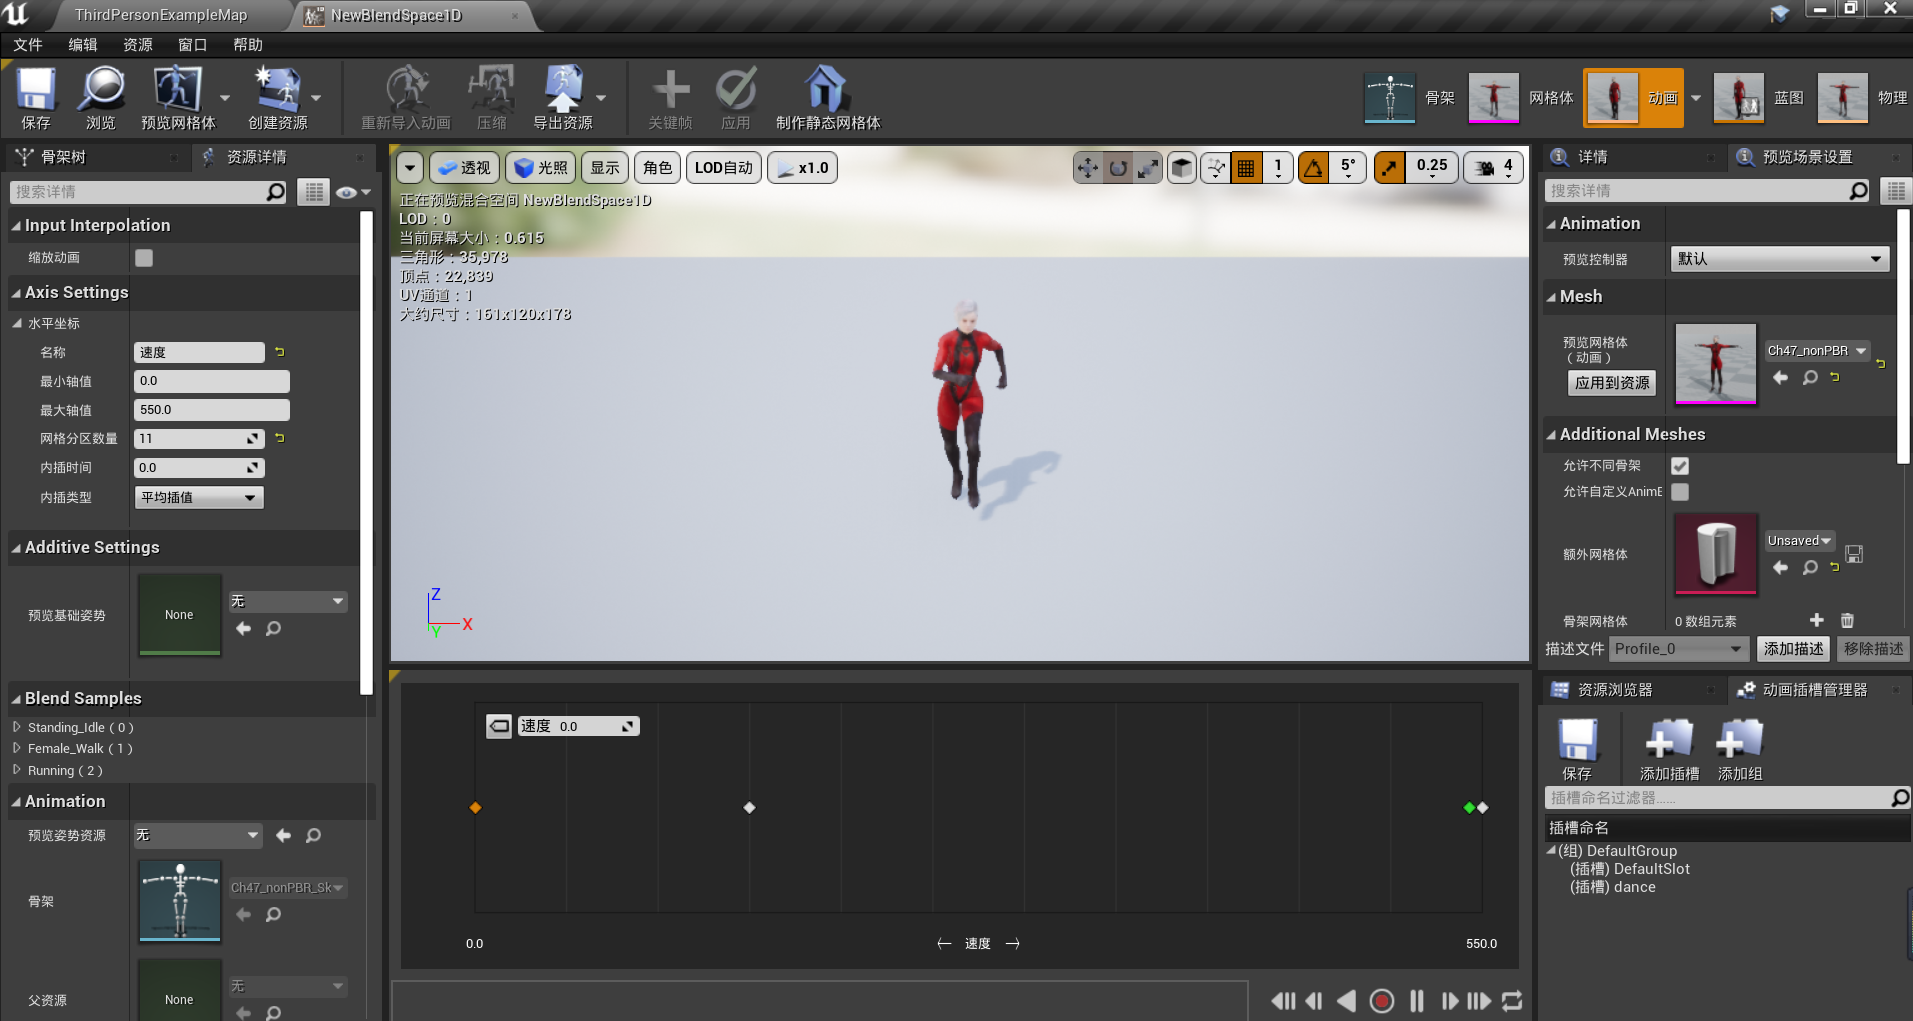 ThirdPersonExampleMap
NewBlendSpace1D
文件 编辑 资源 窗口 帮助
保存 浏览 预览网格体 创建资源 重新导入动画 压缩 导出资源 关键帧 应用 制作静态网格体
骨架 网格体 动画 蓝图 物理
骨架树 资源详情
搜索详情
Input Interpolation
缩放动画
Axis Settings
水平坐标
名称 速度
最小轴值 0.0
最大轴值 550.0
网格分区数量 11
内插时间 0.0
内插类型 平均插值
Additive Settings
预览基础姿势 None 无
Blend Samples
Standing_Idle ( 0 )
Female_Walk ( 1 )
Running ( 2 )
Animation
预览姿势资源 无
骨架 Ch47_nonPBR_Sk
父资源 None 无
透视 光照 显示 角色 LOD自动 x1.0
1 5° 0.25 4
正在预览混合空间 NewBlendSpace1D
LOD：0
当前屏幕大小：0.615
三角形：35,978
顶点：22,839
UV通道：1
大约尺寸：161x120x178
Z
X
Y
速度 0.0
0.0 速度 550.0
详情 预览场景设置
搜索详情
Animation
预览控制器 默认
Mesh
预览网格体
（动画） Ch47_nonPBR
应用到资源
Additional Meshes
允许不同骨架
允许自定义AnimE
额外网格体 Unsaved
骨架网格体 0 数组元素
描述文件 Profile_0 添加描述 移除描述
资源浏览器 动画插槽管理器
保存 添加插槽 添加组
插槽命名过滤器......
插槽命名
(组) DefaultGroup
(插槽) DefaultSlot
(插槽) dance